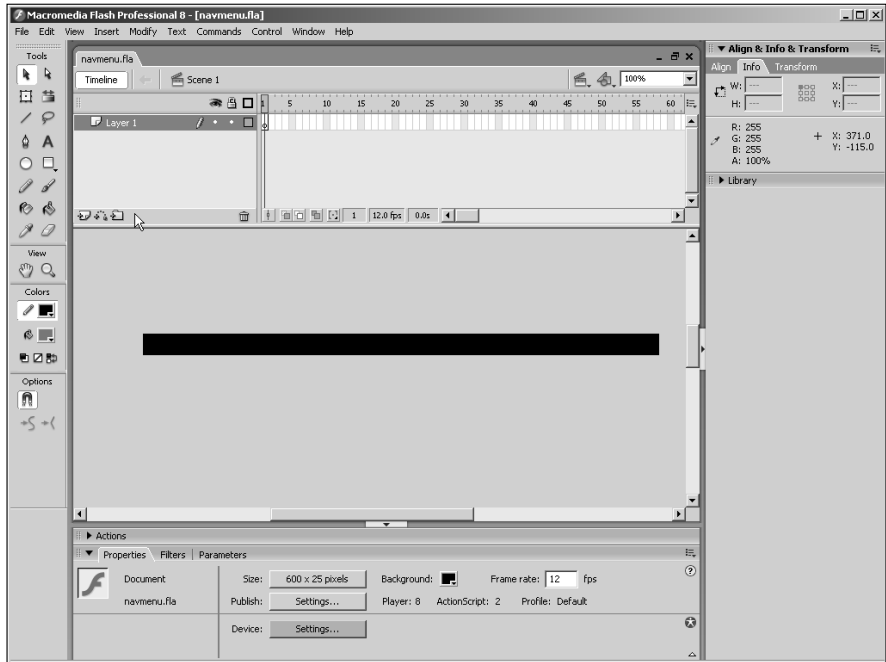 Macromedia Flash Professional 8 - [navmenu.fla]
File Edit View Insert Modify Text Commands Control Window Help
Tools
View
Colors
Options
navmenu.fla
Timeline
Scene 1
100%
1 5 10 15 20 25 30 35 40 45 50 55 60
Layer 1
1 12.0 fps 0.0s
Actions
Properties Filters Parameters
Document
navmenu.fla
Size: 600 x 25 pixels Background: Frame rate: 12 fps
Publish: Settings... Player: 8 ActionScript: 2 Profile: Default
Device: Settings...
Align & Info & Transform
Align Info Transform
W: --- X: ---
H: --- Y: ---
R: 255
G: 255
B: 255
A: 100%
+ X: 371.0
Y: -115.0
Library